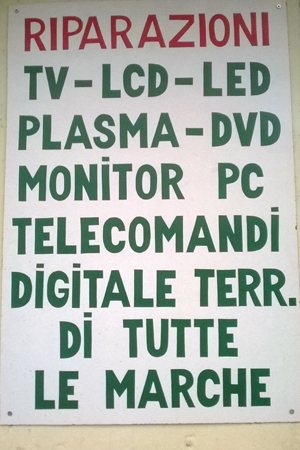 RIPARAZIONI
TV-LCD-LED
PLASMA-DVD
MONiTOR PC
TELECOMANDi
DiGiTALE TERR.
Di TUTTE
LE MARCHE